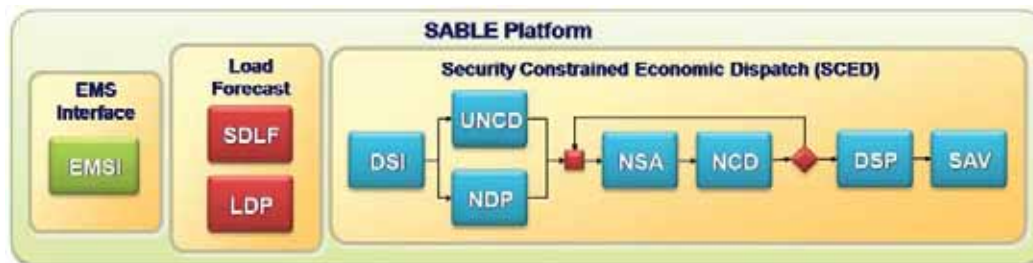 SABLE Platform
EMS
Interface
EMSI
Load
Forecast
SDLF
LDP
Security Constrained Economic Dispatch (SCED)
DSI
UNCD
NDP
NSA
NCD
DSP
SAV